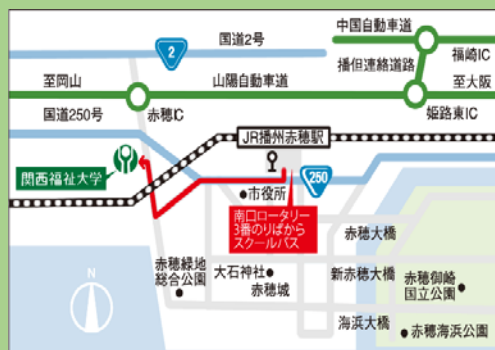 中国自動車道
国道2号
2
福崎IC
播但連絡道路
至岡山
山陽自動車道
至大阪
国道250号
赤穂IC
姫路東IC
JR播州赤穂駅
関西福祉大学
250
市役所
南口ロータリー
3番のりばから
スクールバス
赤穂大橋
赤穂緑地
総合公園
大石神社
赤穂城
新赤穂大橋
赤穂御崎
国立公園
N
海浜大橋
赤穂海浜公園